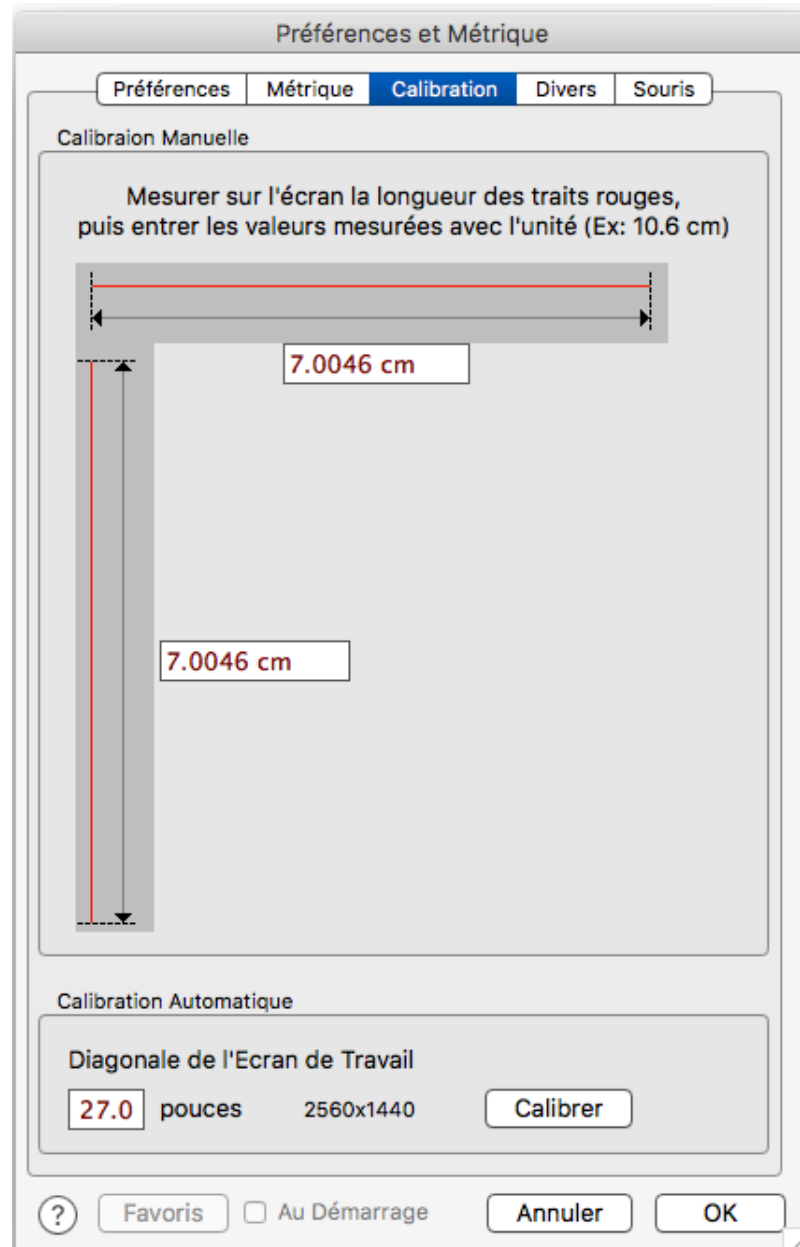 Préférences et Métrique
Préférences Métrique Calibration Divers Souris
Calibraion Manuelle
Mesurer sur l'écran la longueur des traits rouges,
puis entrer les valeurs mesurées avec l'unité (Ex: 10.6 cm)
7.0046 cm
7.0046 cm
Calibration Automatique
Diagonale de l'Ecran de Travail
27.0 pouces 2560x1440 Calibrer
? Favoris Au Démarrage Annuler OK